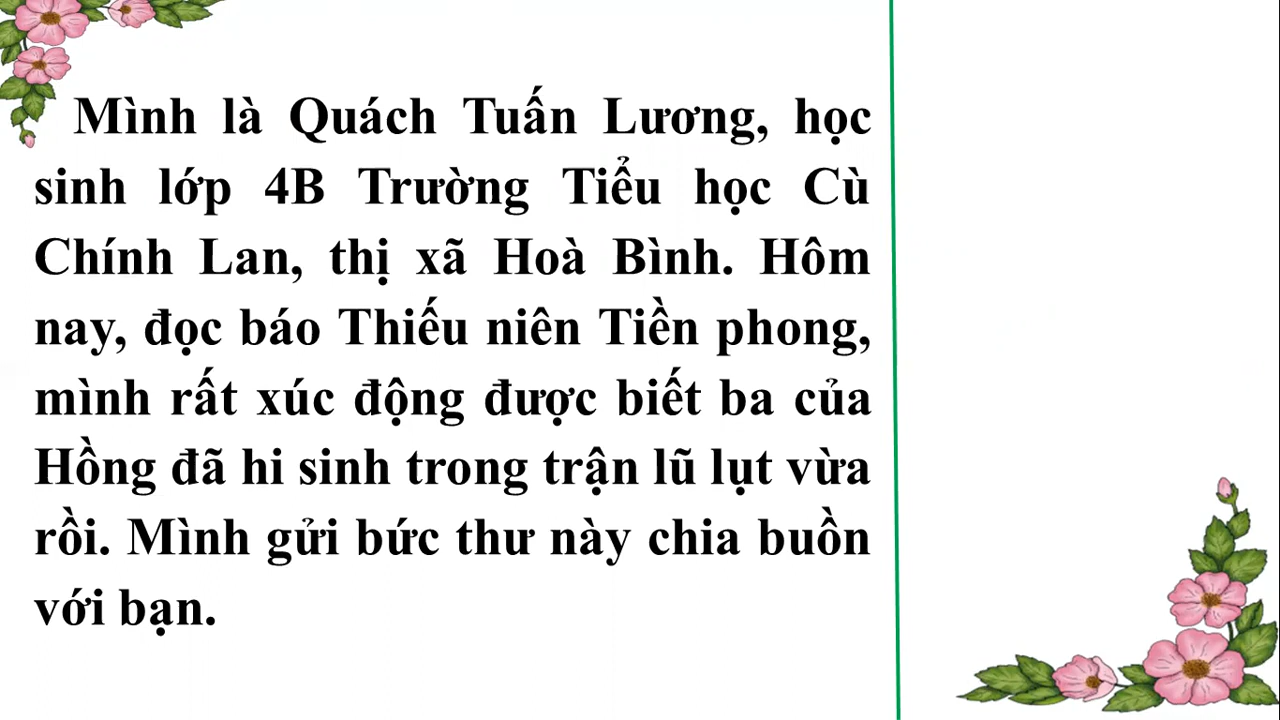 Mình là Quách Tuấn Lương, học
sinh lớp 4B Trường Tiểu học Cù
Chính Lan, thị xã Hoà Bình. Hôm
nay, đọc báo Thiếu niên Tiền phong,
mình rất xúc động được biết ba của
Hồng đã hi sinh trong trận lũ lụt vừa
rồi. Mình gửi bức thư này chia buồn
với bạn.